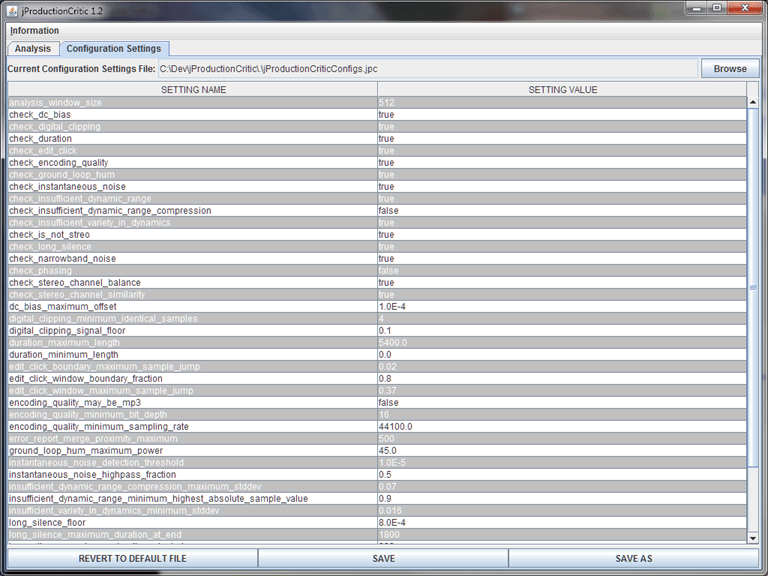 jProductionCritic 1.2
Information
Analysis Configuration Settings
Current Configuration Settings File: C:\Dev\jProductionCritic\.\jProductionCriticConfigs.jpc Browse
SETTING NAME SETTING VALUE
analysis_window_size 512
check_dc_bias true
check_digital_clipping true
check_duration true
check_edit_click true
check_encoding_quality true
check_ground_loop_hum true
check_instantaneous_noise true
check_insufficient_dynamic_range true
check_insufficient_dynamic_range_compression false
check_insufficient_variety_in_dynamics true
check_is_not_streo true
check_long_silence true
check_narrowband_noise true
check_phasing false
check_stereo_channel_balance true
check_stereo_channel_similarity true
dc_bias_maximum_offset 1.0E-4
digital_clipping_minimum_identical_samples 4
digital_clipping_signal_floor 0.1
duration_maximum_length 5400.0
duration_minimum_length 0.0
edit_click_boundary_maximum_sample_jump 0.02
edit_click_window_boundary_fraction 0.8
edit_click_window_maximum_sample_jump 0.37
encoding_quality_may_be_mp3 false
encoding_quality_minimum_bit_depth 16
encoding_quality_minimum_sampling_rate 44100.0
error_report_merge_proximity_maximum 500
ground_loop_hum_maximum_power 45.0
instantaneous_noise_detection_threshold 1.0E-5
instantaneous_noise_highpass_fraction 0.5
insufficient_dynamic_range_compression_maximum_stddev 0.07
insufficient_dynamic_range_minimum_highest_absolute_sample_value 0.9
insufficient_variety_in_dynamics_minimum_stddev 0.016
long_silence_floor 8.0E-4
long_silence_maximum_duration_at_end 1800
REVERT TO DEFAULT FILE SAVE SAVE AS